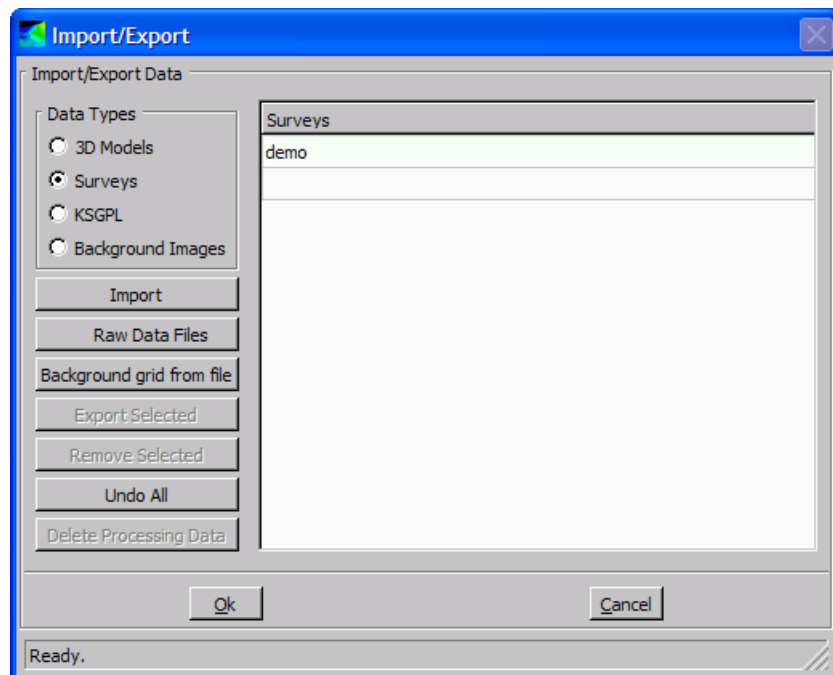 Import/Export
Import/Export Data
Data Types
3D Models
Surveys
KSGPL
Background Images
Import
Raw Data Files
Background grid from file
Export Selected
Remove Selected
Undo All
Delete Processing Data
Surveys
demo
Ok
Cancel
Ready.